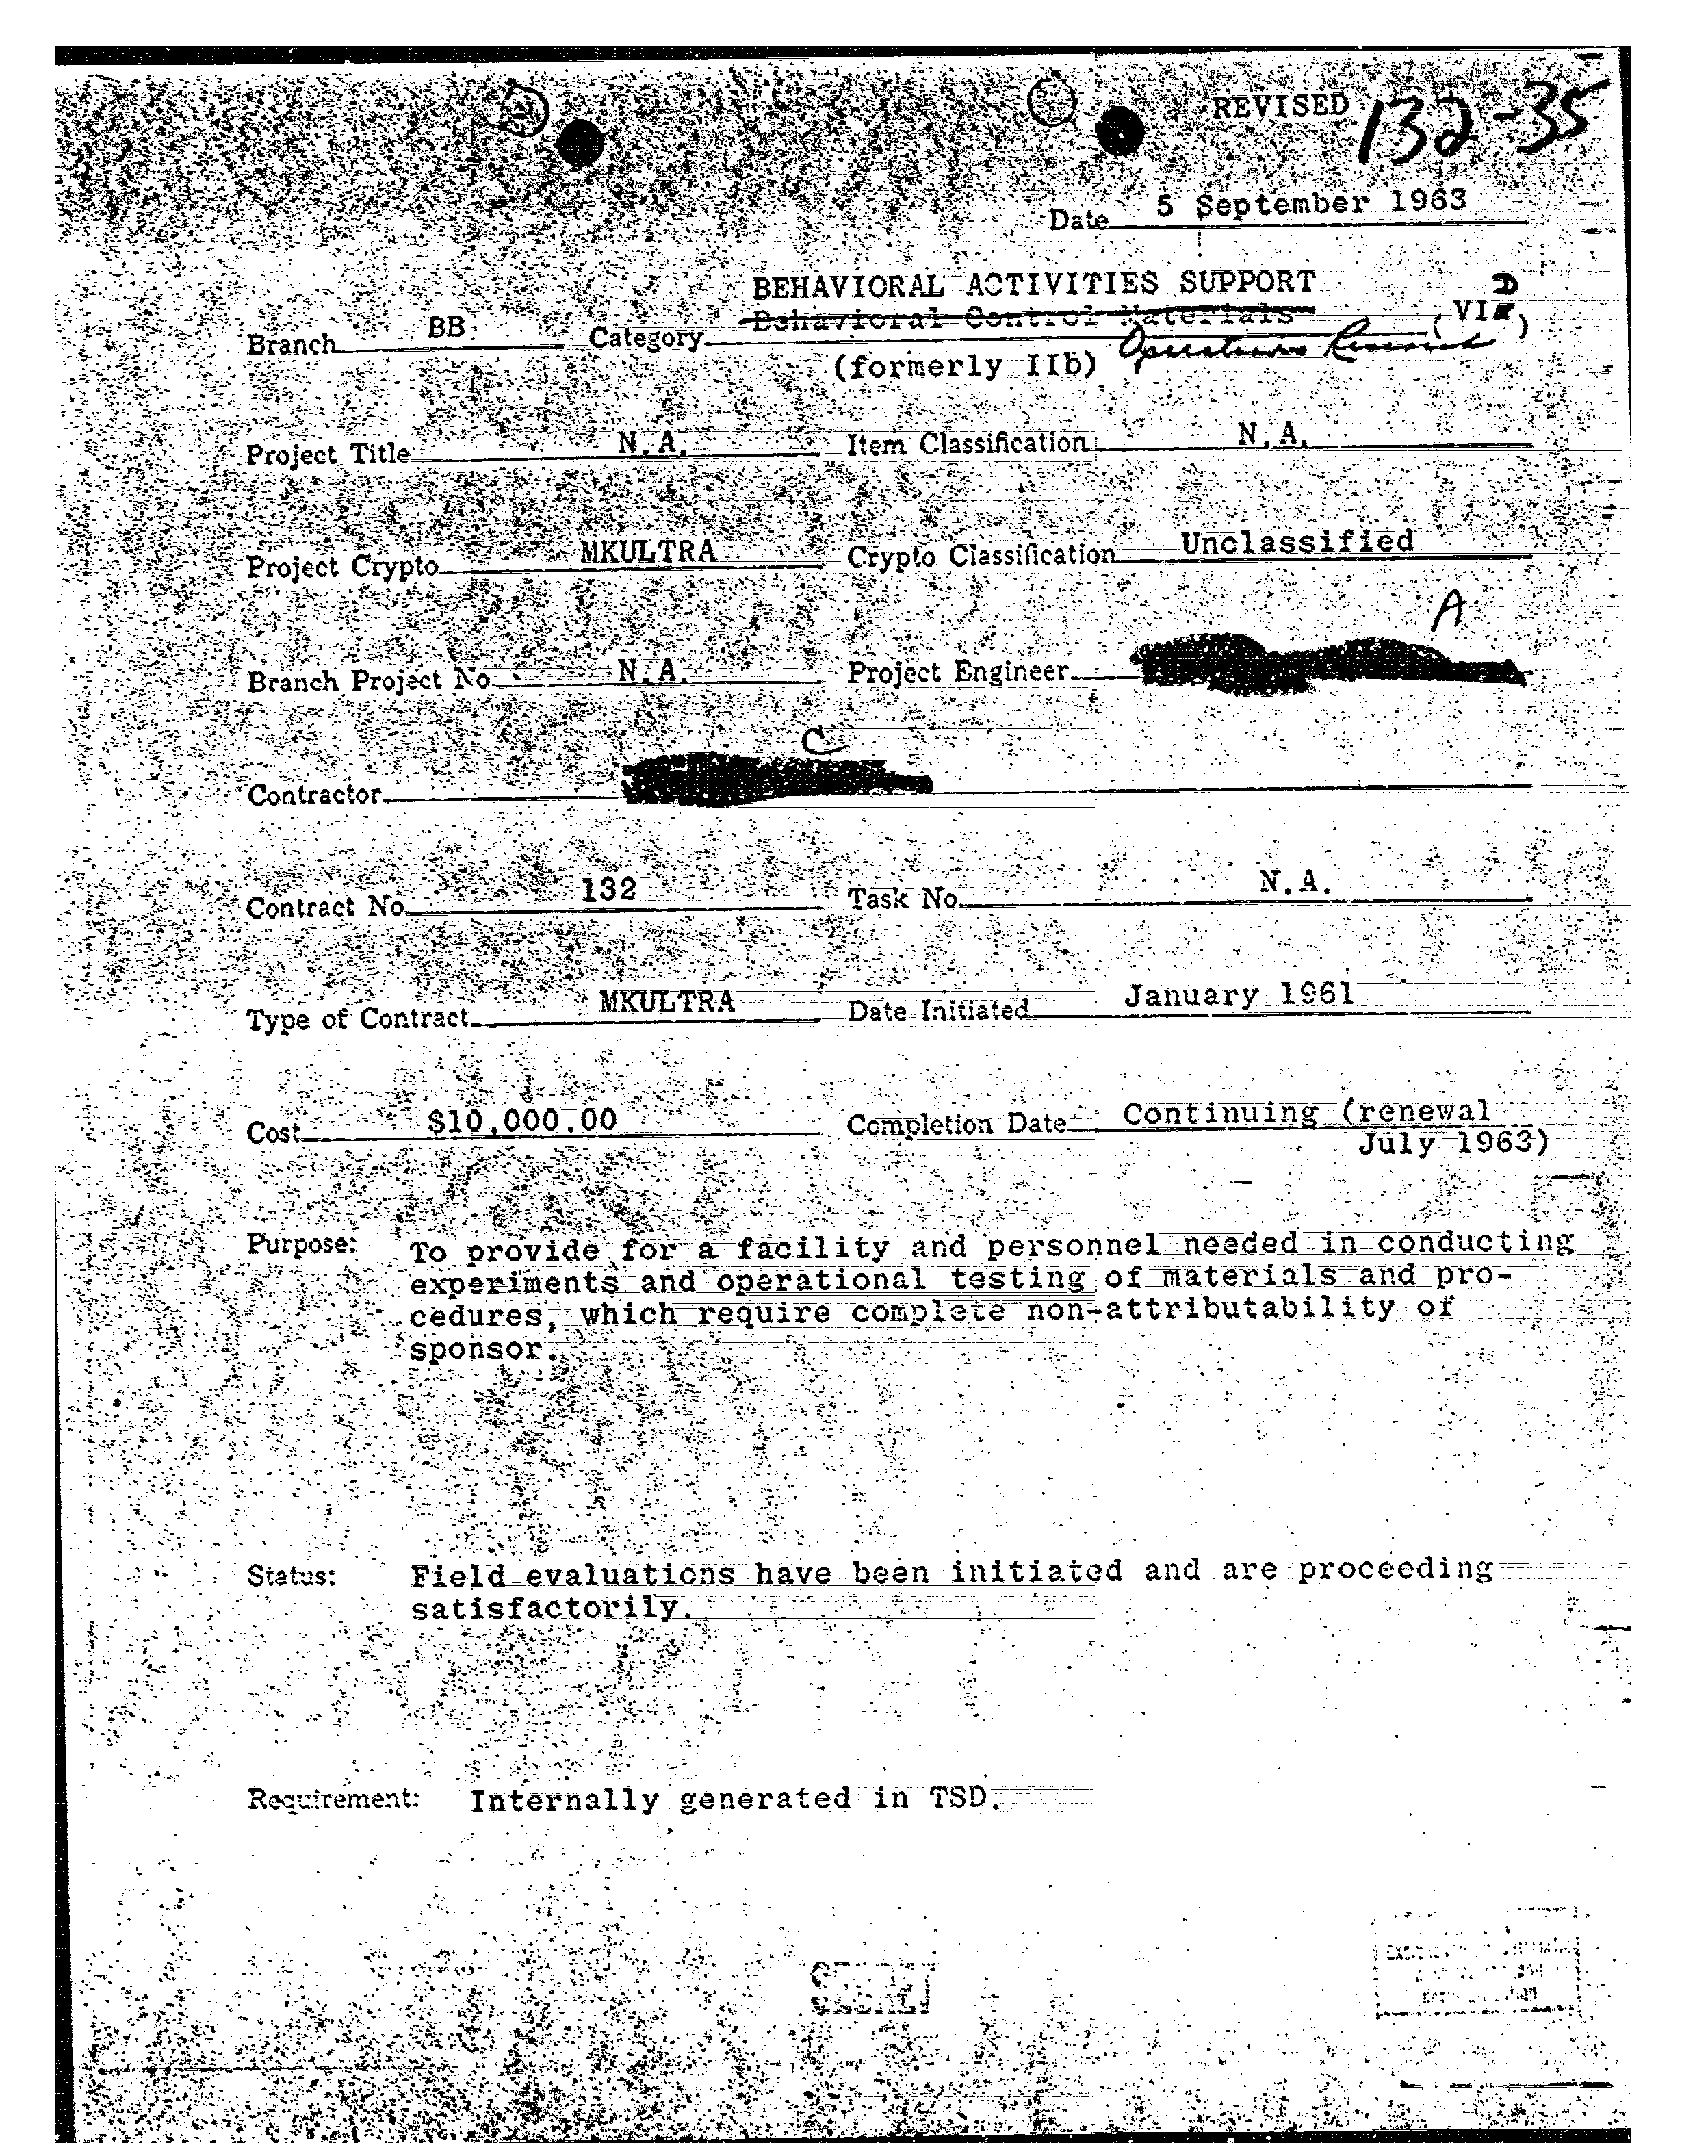 REVISED 132-35
Date 5 September 1963
BEHAVIORAL ACTIVITIES SUPPORT
Branch BB Category Behavioral Control Materials (VI D)
(formerly IIb) Operations Research
Project Title N.A. Item Classification N.A.
Project Crypto MKULTRA Crypto Classification Unclassified
A
Branch Project No. N.A. Project Engineer
C
Contractor
Contract No. 132 Task No. N.A.
Type of Contract MKULTRA Date Initiated January 1961
Cost $10,000.00 Completion Date Continuing (renewal
July 1963)
Purpose: To provide for a facility and personnel needed in conducting
experiments and operational testing of materials and pro-
cedures, which require complete non-attributability of
sponsor.
Status: Field evaluations have been initiated and are proceeding
satisfactorily.
Requirement: Internally generated in TSD.
SECRET